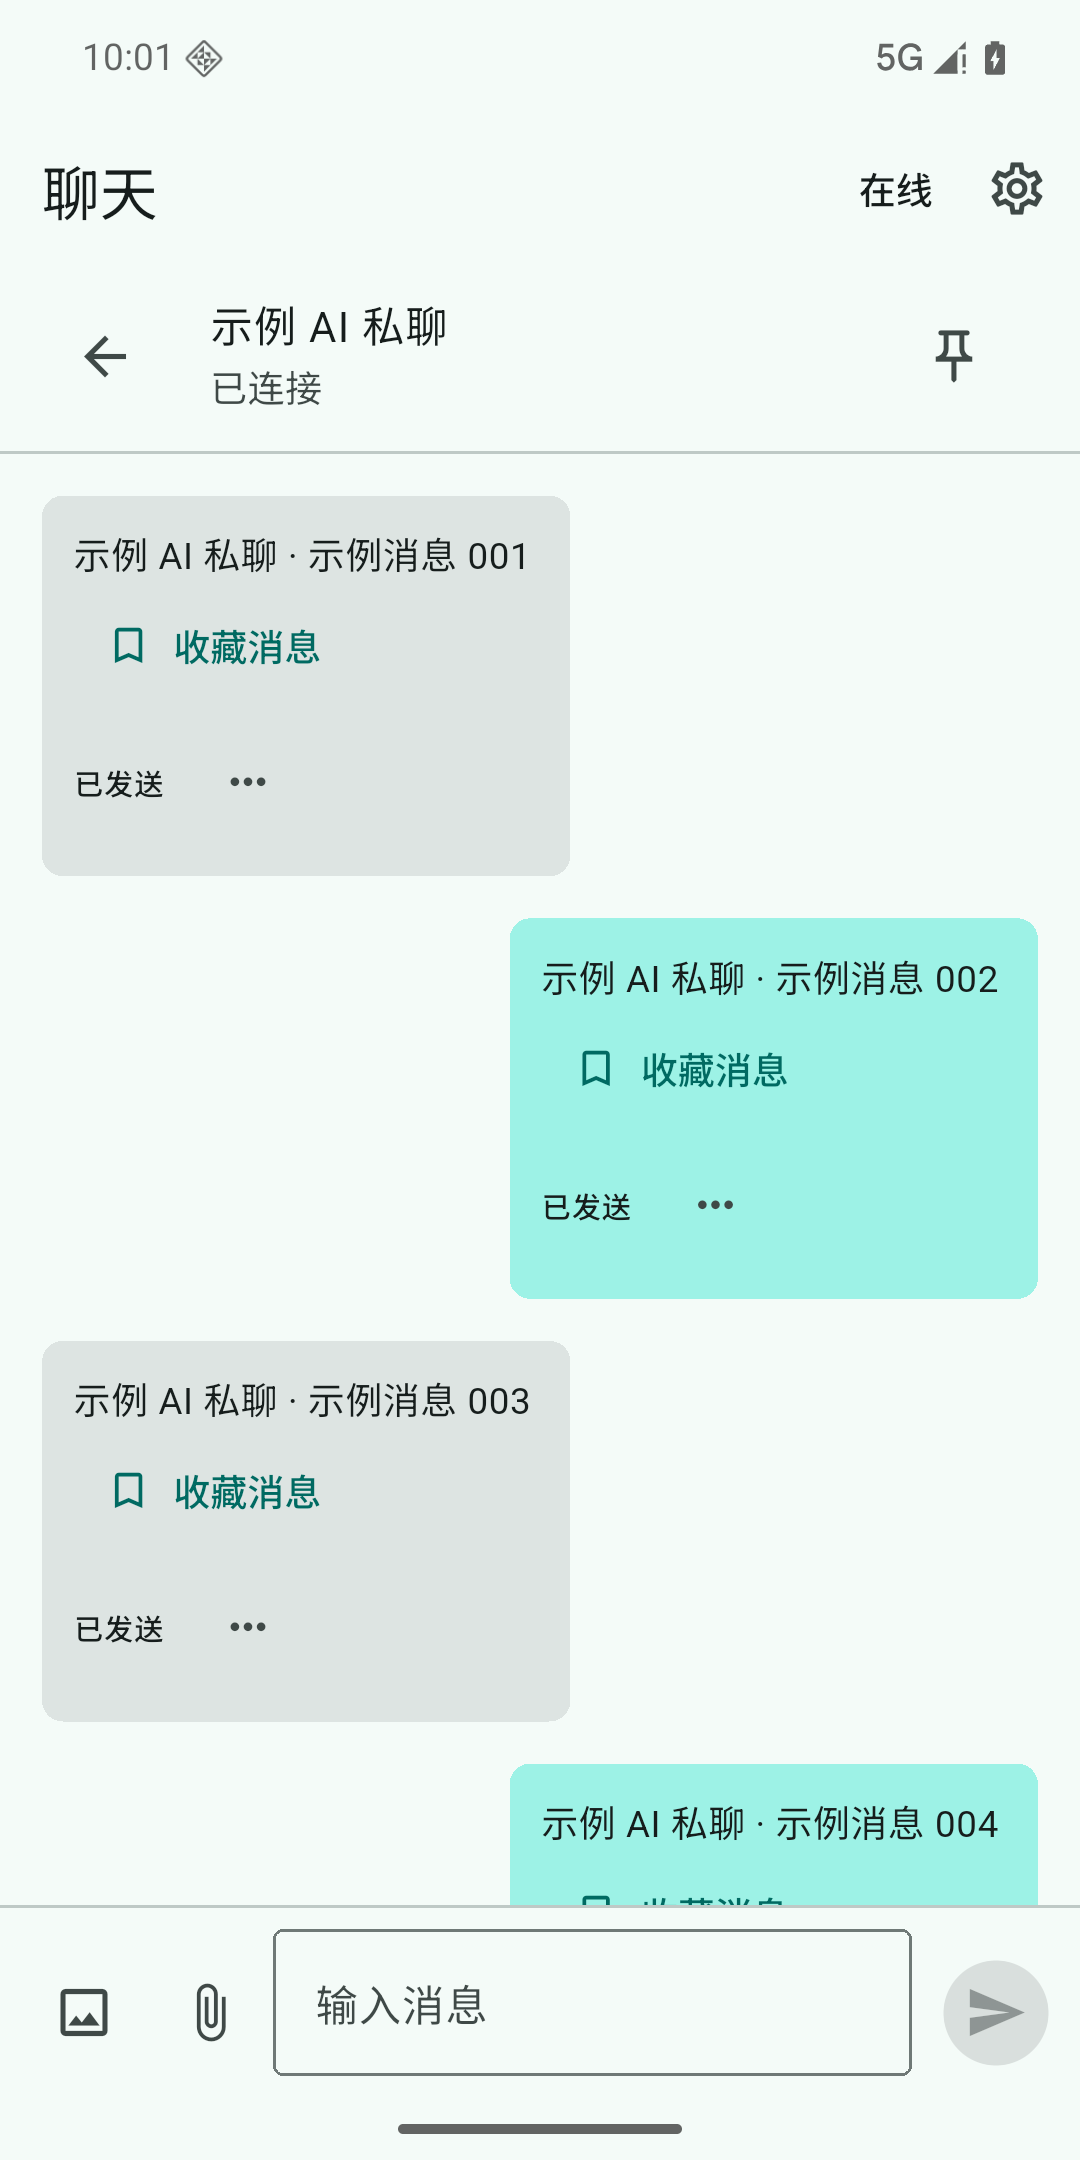 10:01
5G
聊天
在线
示例 AI 私聊
已连接
示例 AI 私聊 · 示例消息 001
收藏消息
已发送
示例 AI 私聊 · 示例消息 002
收藏消息
已发送
示例 AI 私聊 · 示例消息 003
收藏消息
已发送
示例 AI 私聊 · 示例消息 004
输入消息